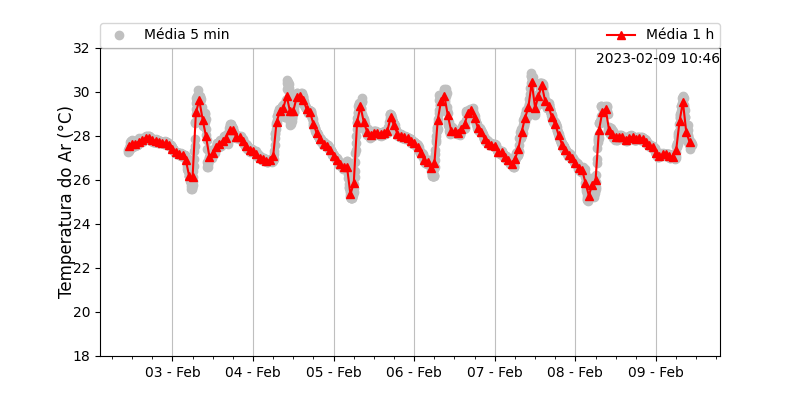 Média 5 min
Média 1 h
2023-02-09 10:46
Temperatura do Ar (°C)
32
30
28
26
24
22
20
18
03 - Feb
04 - Feb
05 - Feb
06 - Feb
07 - Feb
08 - Feb
09 - Feb